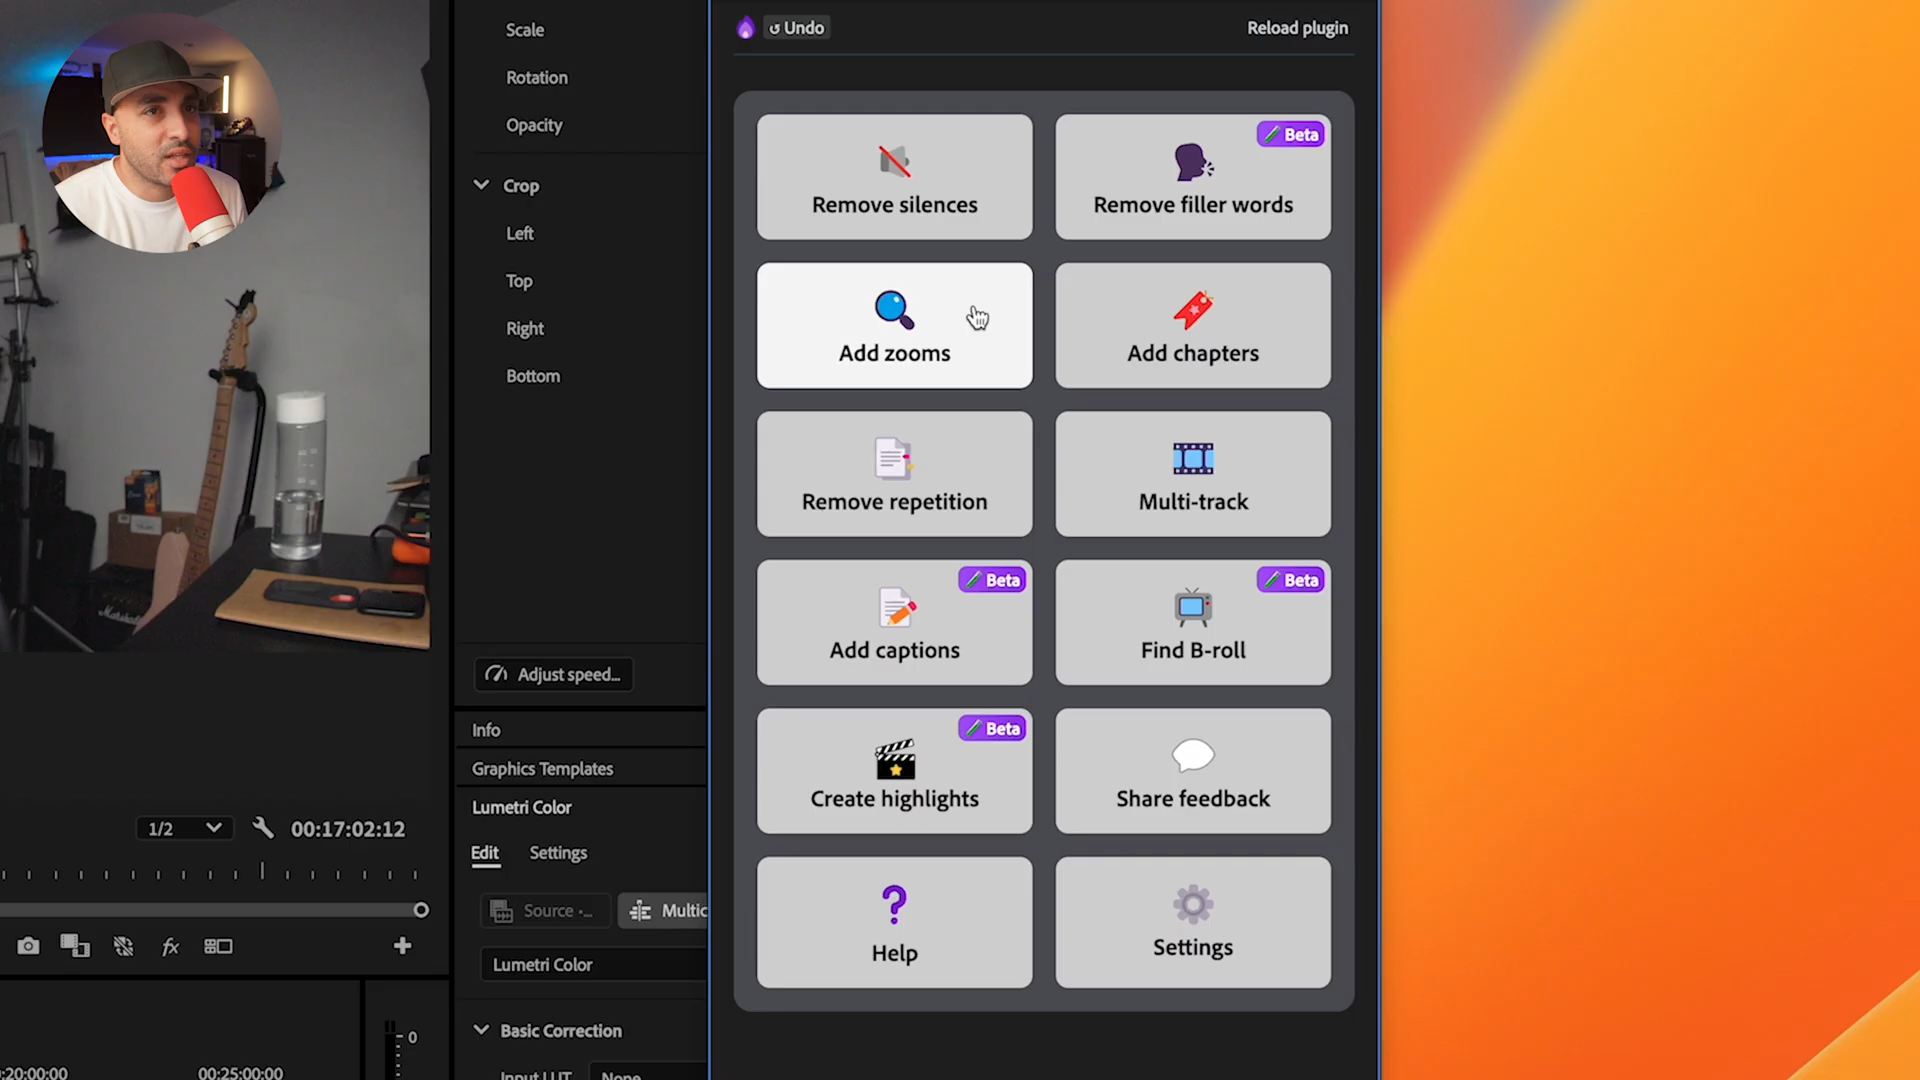 Scale
Rotation
Opacity
Crop
Left
Top
Right
Bottom
Adjust speed...
Info
Graphics Templates
Lumetri Color
Edit
Settings
Source •...
Multic
Lumetri Color
Basic Correction
Input LUT
None
1/2
00:17:02:12
:20:00:00
00:25:00:00
0
Marshall
Undo
Reload plugin
Remove silences
Beta
Remove filler words
Add zooms
Add chapters
Remove repetition
Multi-track
Beta
Add captions
Beta
Find B-roll
Beta
Create highlights
Share feedback
?
Help
Settings